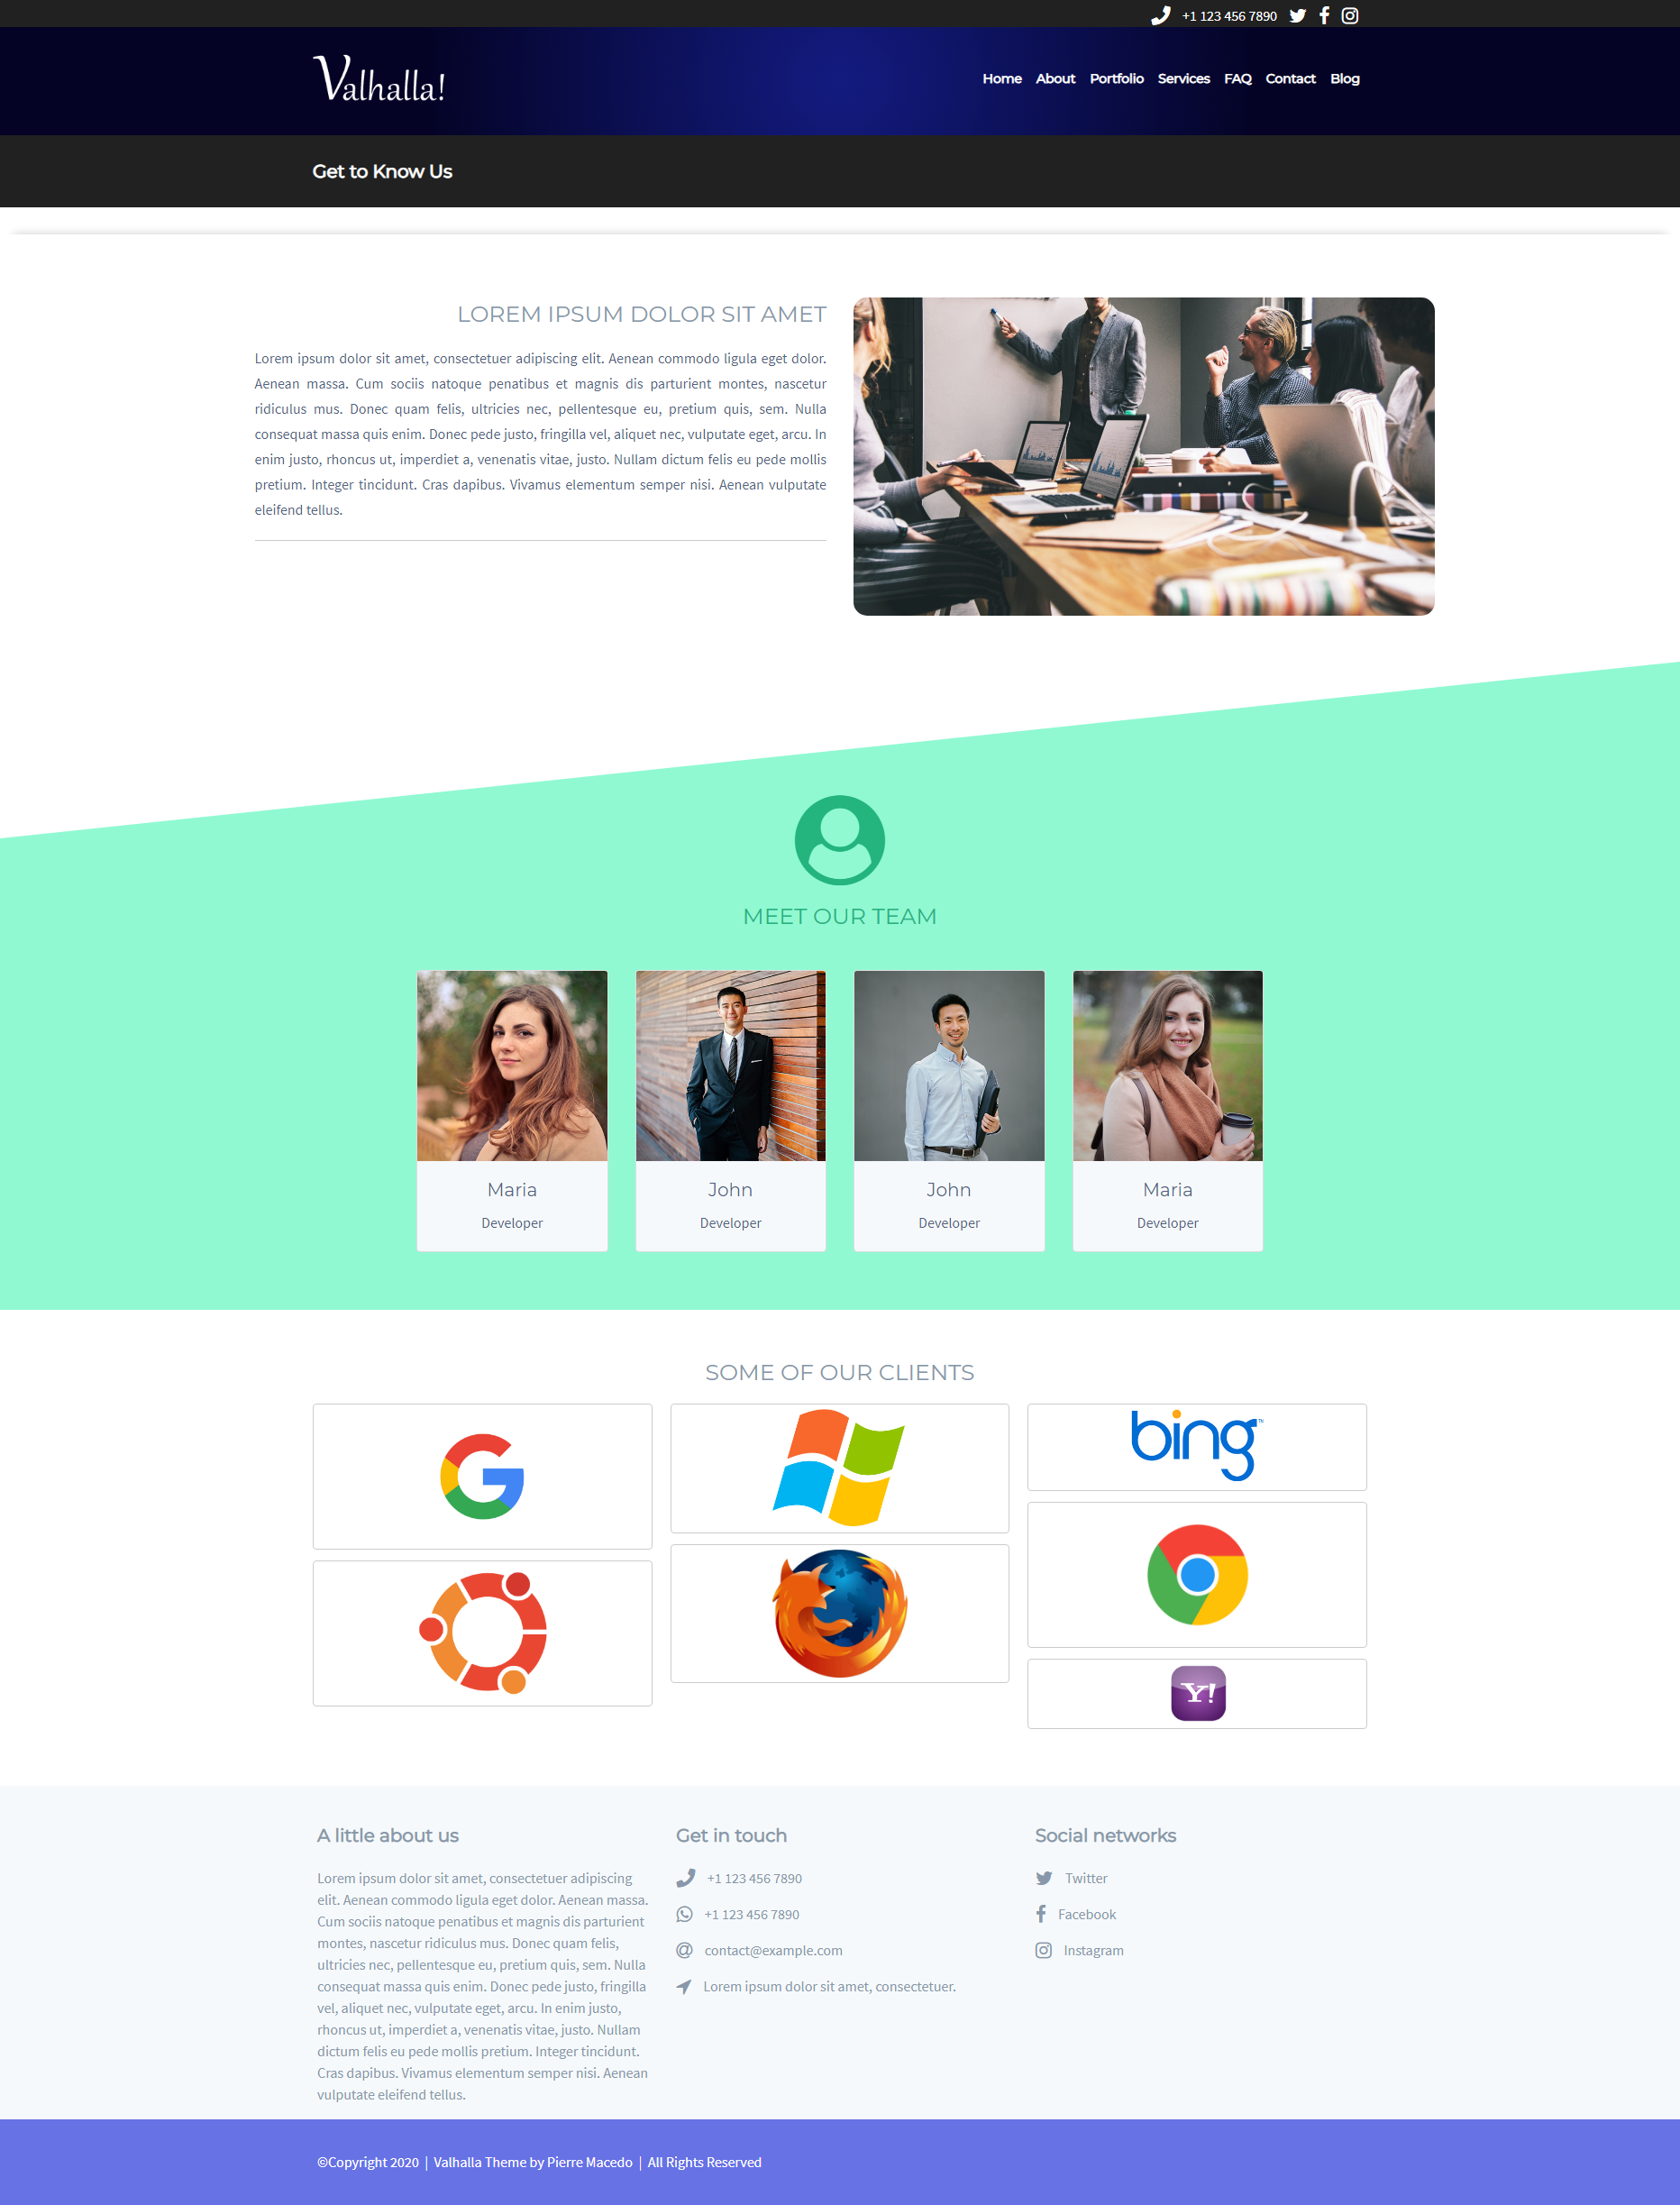 +1 123 456 7890
Valhalla!
Home About Portfolio Services FAQ Contact Blog
Get to Know Us
LOREM IPSUM DOLOR SIT AMET
Lorem ipsum dolor sit amet, consectetuer adipiscing elit. Aenean commodo ligula eget dolor.
Aenean massa. Cum sociis natoque penatibus et magnis dis parturient montes, nascetur
ridiculus mus. Donec quam felis, ultricies nec, pellentesque eu, pretium quis, sem. Nulla
consequat massa quis enim. Donec pede justo, fringilla vel, aliquet nec, vulputate eget, arcu. In
enim justo, rhoncus ut, imperdiet a, venenatis vitae, justo. Nullam dictum felis eu pede mollis
pretium. Integer tincidunt. Cras dapibus. Vivamus elementum semper nisi. Aenean vulputate
eleifend tellus.
MEET OUR TEAM
Maria
Developer
John
Developer
John
Developer
Maria
Developer
SOME OF OUR CLIENTS
G
bing™
Y!
A little about us
Lorem ipsum dolor sit amet, consectetuer adipiscing
elit. Aenean commodo ligula eget dolor. Aenean massa.
Cum sociis natoque penatibus et magnis dis parturient
montes, nascetur ridiculus mus. Donec quam felis,
ultricies nec, pellentesque eu, pretium quis, sem. Nulla
consequat massa quis enim. Donec pede justo, fringilla
vel, aliquet nec, vulputate eget, arcu. In enim justo,
rhoncus ut, imperdiet a, venenatis vitae, justo. Nullam
dictum felis eu pede mollis pretium. Integer tincidunt.
Cras dapibus. Vivamus elementum semper nisi. Aenean
vulputate eleifend tellus.
Get in touch
+1 123 456 7890
+1 123 456 7890
contact@example.com
Lorem ipsum dolor sit amet, consectetuer.
Social networks
Twitter
Facebook
Instagram
©Copyright 2020 | Valhalla Theme by Pierre Macedo | All Rights Reserved